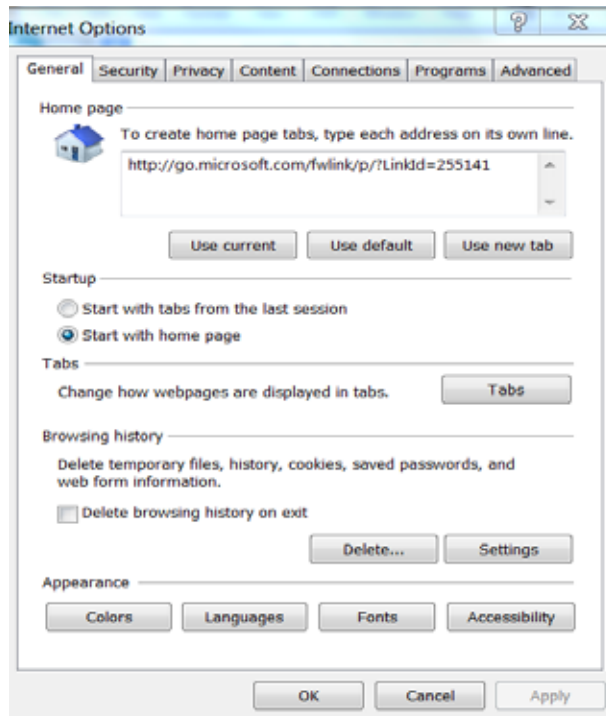 Internet Options
General Security Privacy Content Connections Programs Advanced
Home page
To create home page tabs, type each address on its own line.
http://go.microsoft.com/fwlink/p/?LinkId=255141
Use current Use default Use new tab
Startup
Start with tabs from the last session
Start with home page
Tabs
Change how webpages are displayed in tabs. Tabs
Browsing history
Delete temporary files, history, cookies, saved passwords, and
web form information.
Delete browsing history on exit
Delete... Settings
Appearance
Colors Languages Fonts Accessibility
OK Cancel Apply